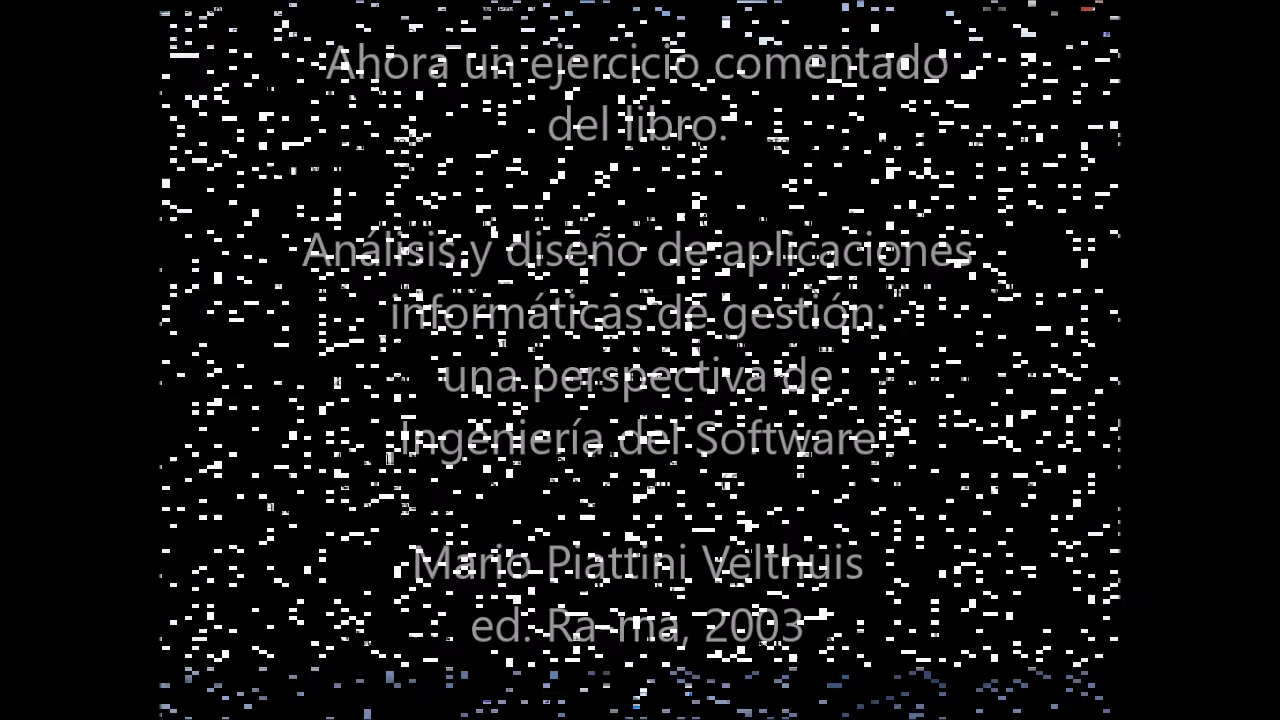 Ahora un ejercicio comentado
del libro:
Análisis y diseño de aplicaciones
informáticas de gestión:
una perspectiva de
Ingeniería del Software
Mario Piattini Velthuis
ed. Ra-ma, 2003